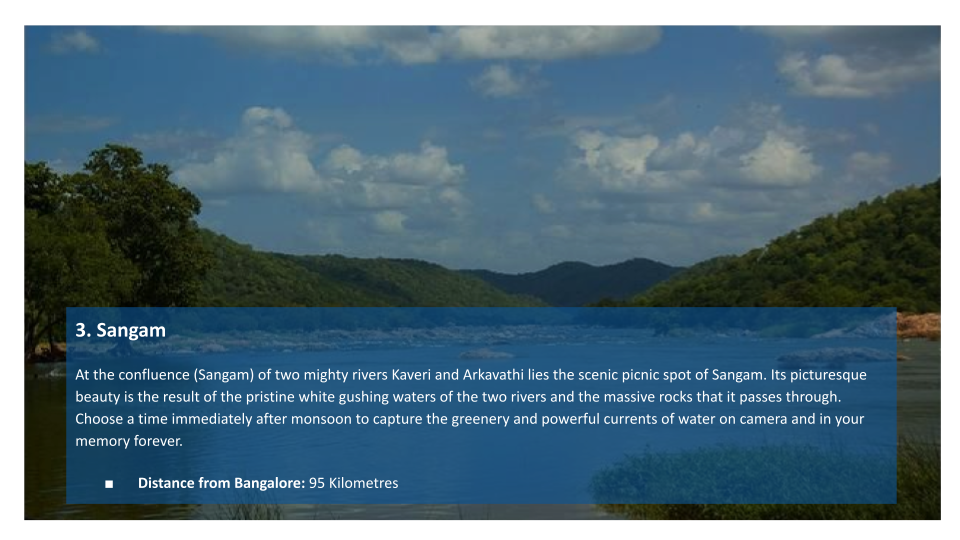 3. Sangam
At the confluence (Sangam) of two mighty rivers Kaveri and Arkavathi lies the scenic picnic spot of Sangam. Its picturesque
beauty is the result of the pristine white gushing waters of the two rivers and the massive rocks that it passes through.
Choose a time immediately after monsoon to capture the greenery and powerful currents of water on camera and in your
memory forever.
▪ Distance from Bangalore: 95 Kilometres